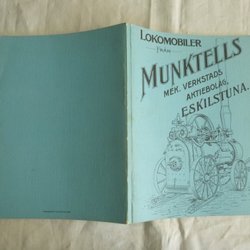 LOKOMOBILER
FRÅN
MUNKTELLS
MEK. VERKSTADS
AKTIEBOLAG,
ESKILSTUNA.